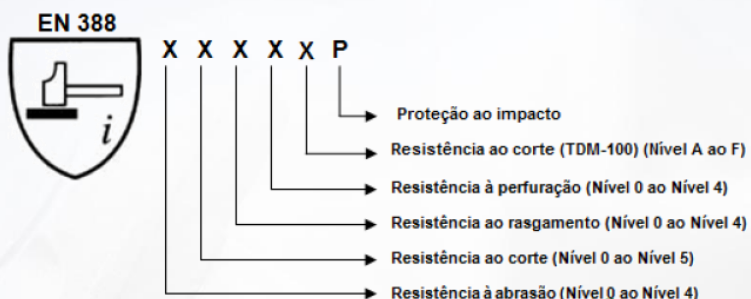 EN 388
X X X X X P
i
Proteção ao impacto
Resistência ao corte (TDM-100) (Nível A ao F)
Resistência à perfuração (Nível 0 ao Nível 4)
Resistência ao rasgamento (Nível 0 ao Nível 4)
Resistência ao corte (Nível 0 ao Nível 5)
Resistência à abrasão (Nível 0 ao Nível 4)